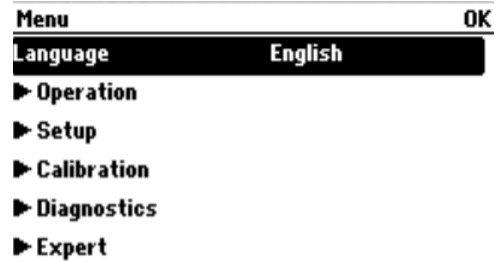 Menu OK
Language English
Operation
Setup
Calibration
Diagnostics
Expert